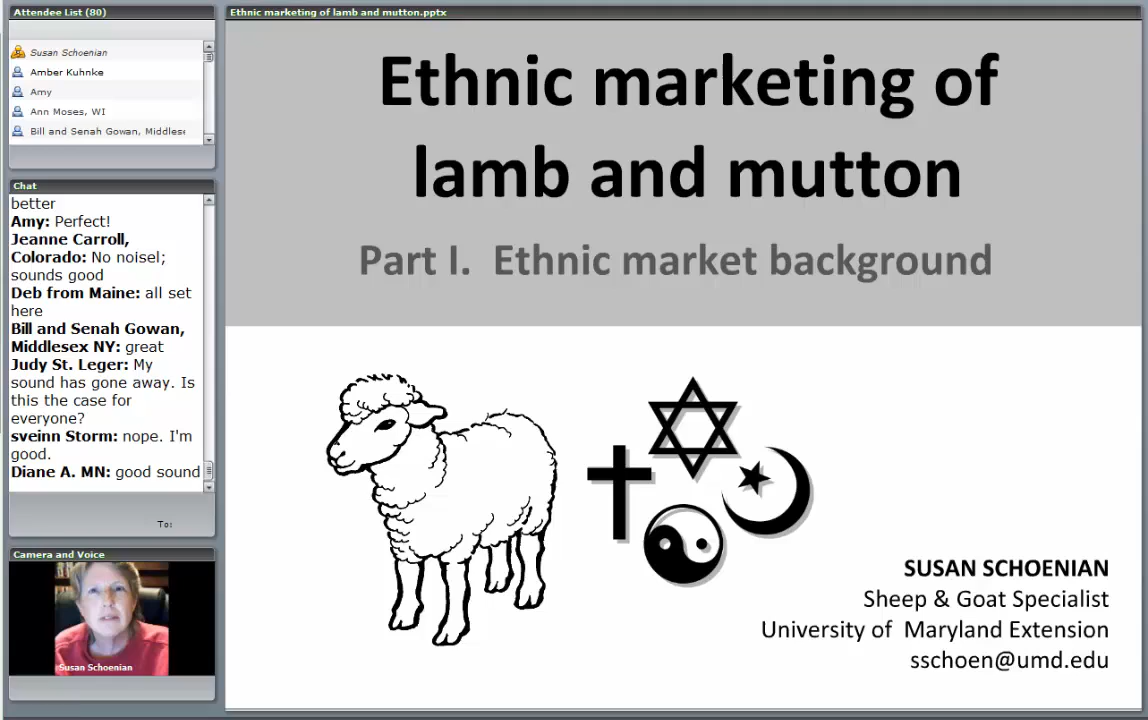 Attendee List (80)
Susan Schoenian
Amber Kuhnke
Amy
Ann Moses, WI
Bill and Senah Gowan, Middlese
Chat
better
Amy: Perfect!
Jeanne Carroll,
Colorado: No noisel;
sounds good
Deb from Maine: all set
here
Bill and Senah Gowan,
Middlesex NY: great
Judy St. Leger: My
sound has gone away. Is
this the case for
everyone?
sveinn Storm: nope. I'm
good.
Diane A. MN: good sound
To:
Camera and Voice
Susan Schoenian
Ethnic marketing of lamb and mutton.pptx
Ethnic marketing of
lamb and mutton
Part I. Ethnic market background
SUSAN SCHOENIAN
Sheep & Goat Specialist
University of Maryland Extension
sschoen@umd.edu